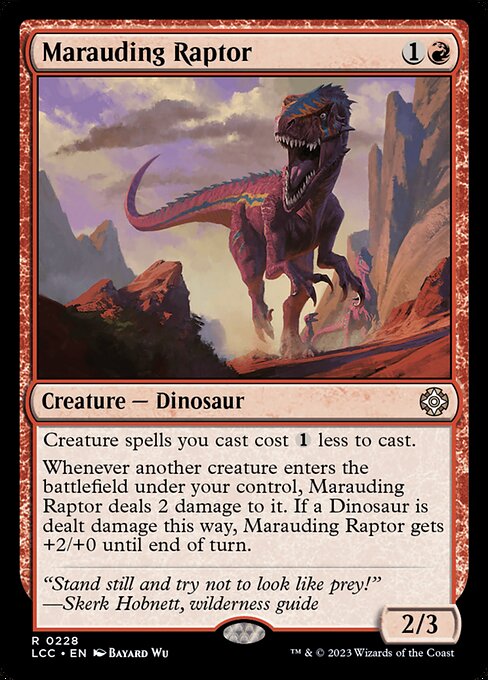 Marauding Raptor 1
Creature — Dinosaur
Creature spells you cast cost 1 less to cast.
Whenever another creature enters the
battlefield under your control, Marauding
Raptor deals 2 damage to it. If a Dinosaur is
dealt damage this way, Marauding Raptor gets
+2/+0 until end of turn.
“Stand still and try not to look like prey!”
—Skerk Hobnett, wilderness guide
2/3
R 0228
LCC • EN Bayard Wu ™ & © 2023 Wizards of the Coast